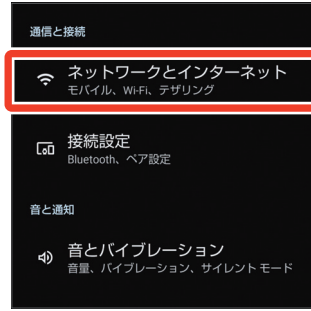 通信と接続
ネットワークとインターネット
モバイル、Wi-Fi、テザリング
接続設定
Bluetooth、ペア設定
音と通知
音とバイブレーション
音量、バイブレーション、サイレント モード